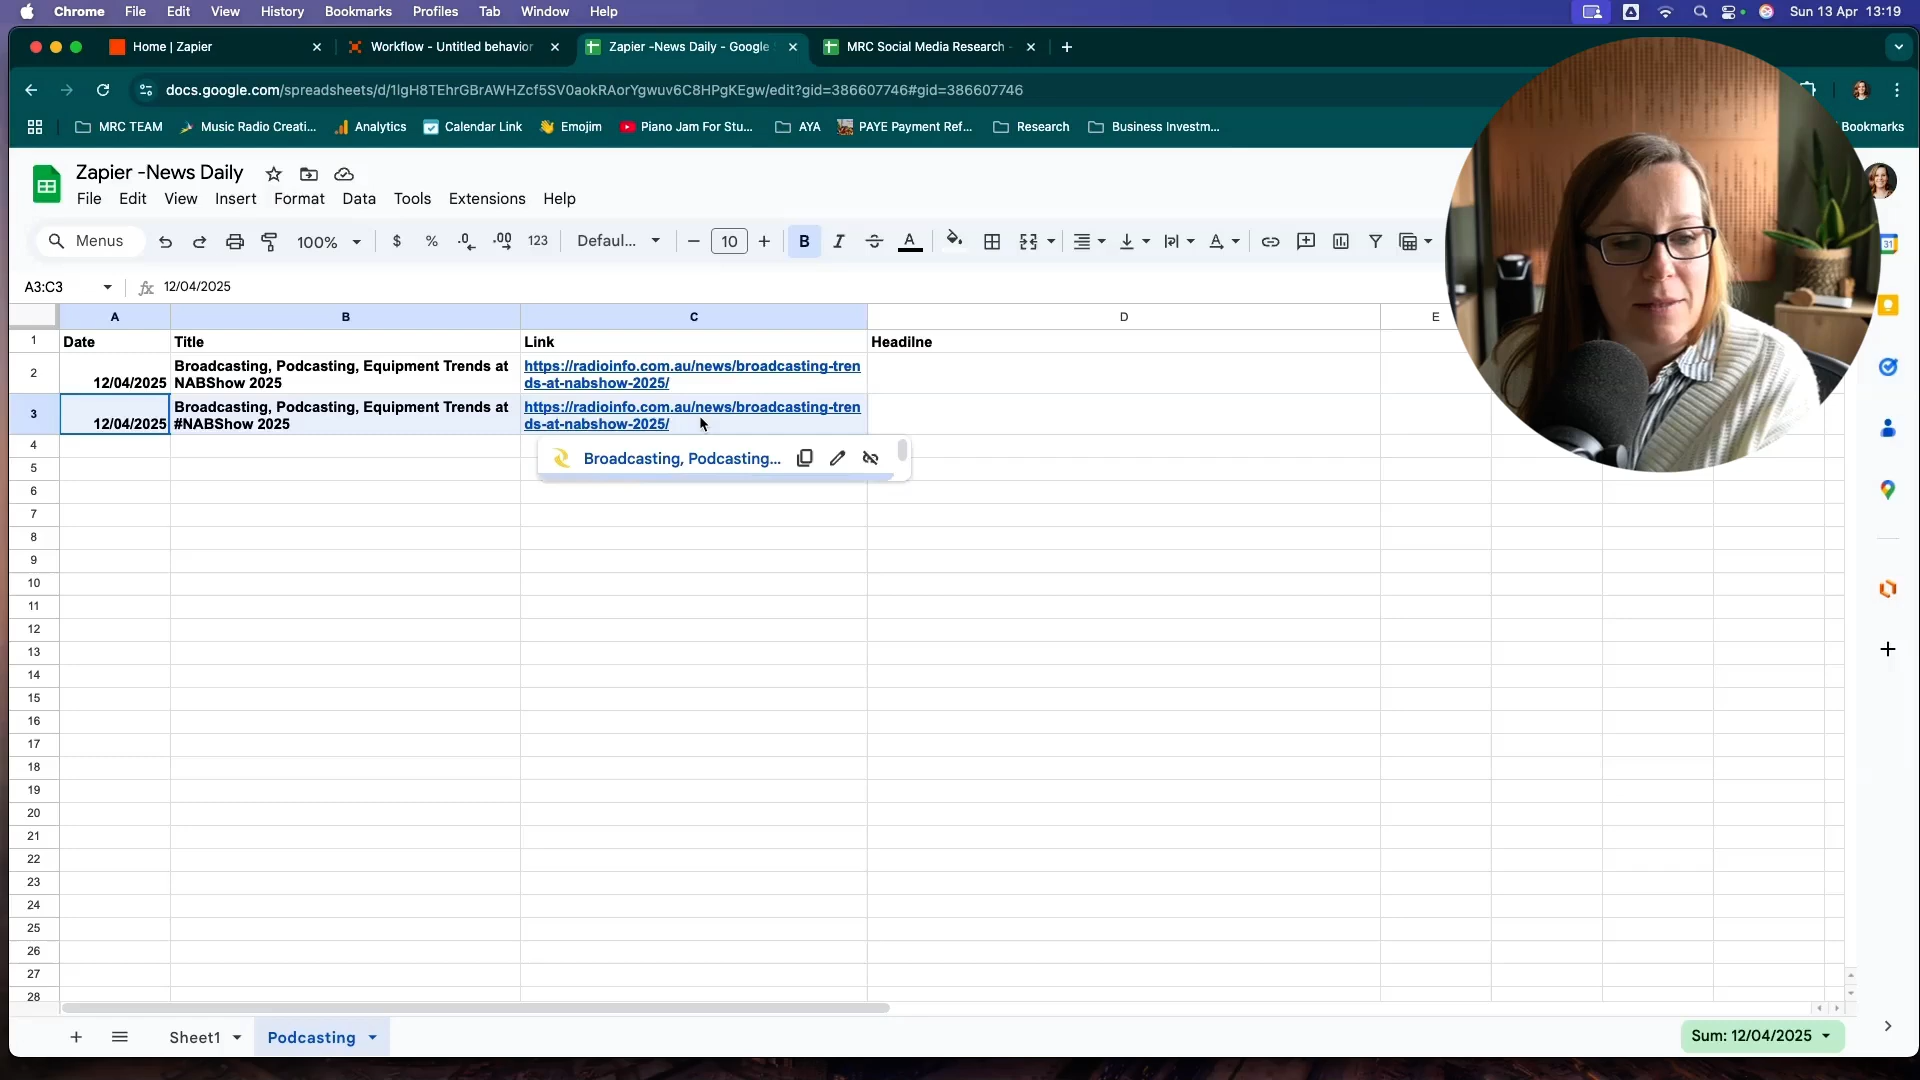 Chrome File Edit View History Bookmarks Profiles Tab Window Help Sun 13 Apr 13:19
Home | Zapier Workflow - Untitled behavior Zapier -News Daily - Google MRC Social Media Research -
docs.google.com/spreadsheets/d/1lgH8TEhrGBrAWHZcf5SV0aokRAorYgwuv6C8HPgKEgw/edit?gid=386607746#gid=386607746
MRC TEAM Music Radio Creati... Analytics Calendar Link Emojim Piano Jam For Stu... AYA PAYE Payment Ref... Research Business Investm... Bookmarks
Zapier -News Daily
File Edit View Insert Format Data Tools Extensions Help
Menus 100% $ % .0 .00 123 Defaul... 10 B I S A
A3:C3 fx 12/04/2025
A B C D E
1 Date Title Link Headilne
2 12/04/2025 Broadcasting, Podcasting, Equipment Trends at https://radioinfo.com.au/news/broadcasting-tren
NABShow 2025 ds-at-nabshow-2025/
3 12/04/2025 Broadcasting, Podcasting, Equipment Trends at https://radioinfo.com.au/news/broadcasting-tren
#NABShow 2025 ds-at-nabshow-2025/
4
Broadcasting, Podcasting...
5
6
7
8
9
10
11
12
13
14
15
16
17
18
19
20
21
22
23
24
25
26
27
28
Sheet1 Podcasting Sum: 12/04/2025
31